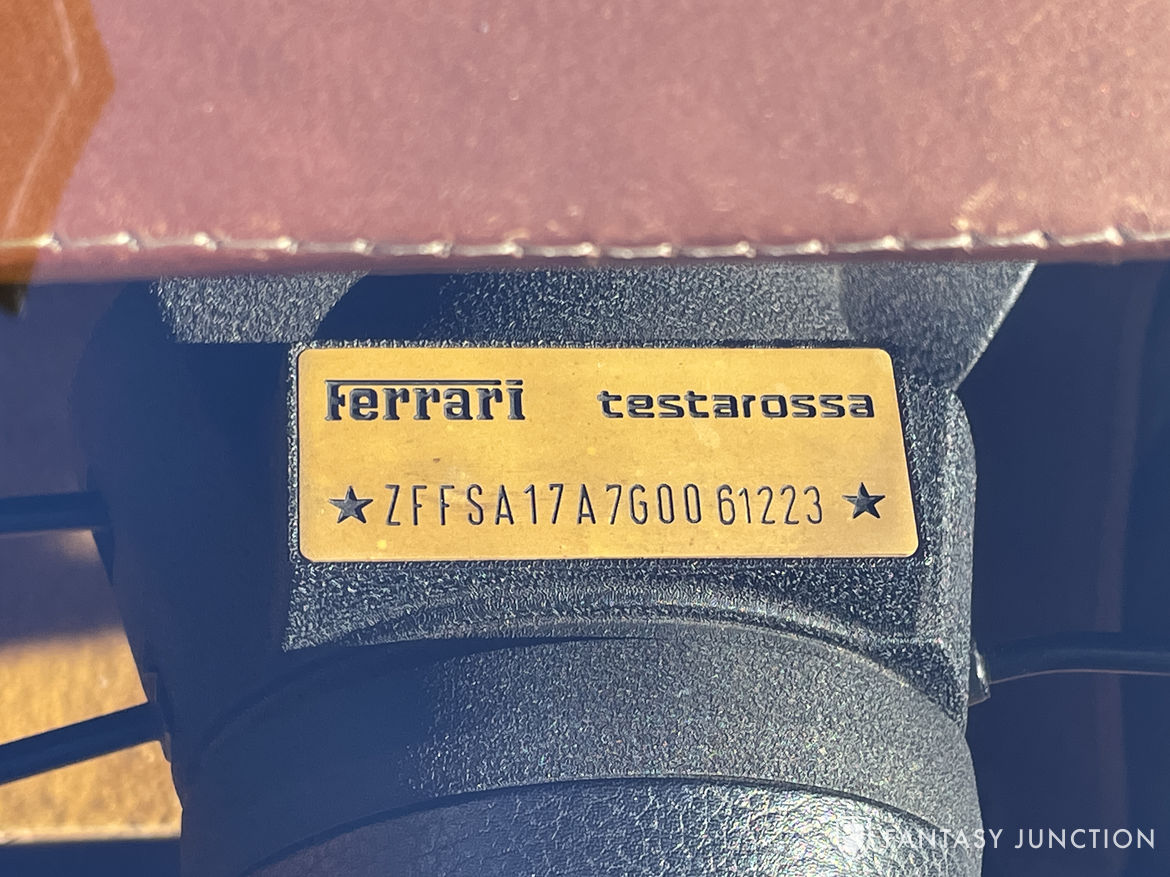 Ferrari testarossa
★ZFFSA17A7G0061223★
FANTASY JUNCTION